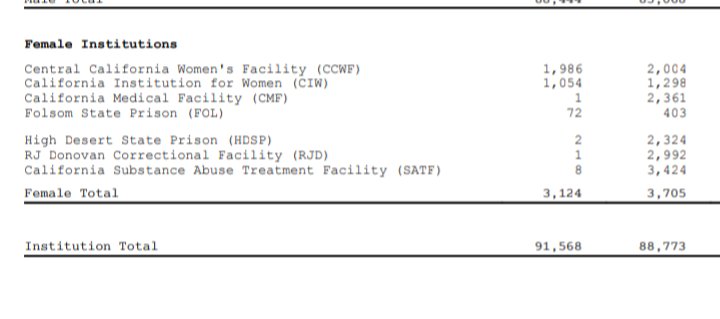 Female Institutions
Central California Women's Facility (CCWF) 1,986 2,004
California Institution for Women (CIW) 1,054 1,298
California Medical Facility (CMF) 1 2,361
Folsom State Prison (FOL) 72 403
High Desert State Prison (HDSP) 2 2,324
RJ Donovan Correctional Facility (RJD) 1 2,992
California Substance Abuse Treatment Facility (SATF) 8 3,424
Female Total 3,124 3,705
Institution Total 91,568 88,773